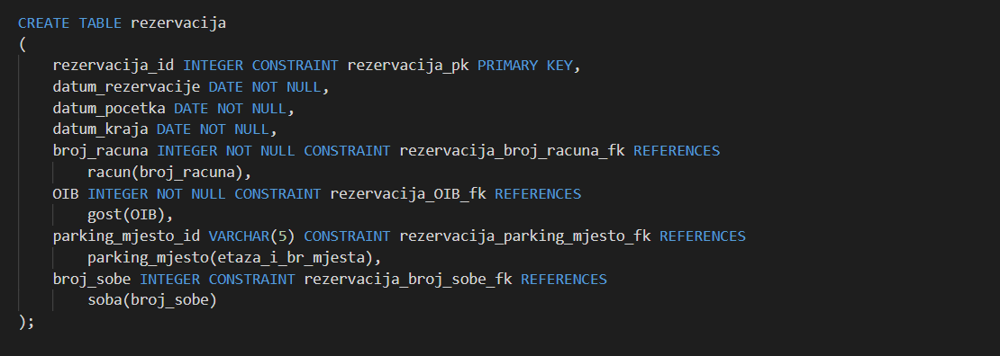 CREATE TABLE rezervacija
(
rezervacija_id INTEGER CONSTRAINT rezervacija_pk PRIMARY KEY,
datum_rezervacije DATE NOT NULL,
datum_pocetka DATE NOT NULL,
datum_kraja DATE NOT NULL,
broj_racuna INTEGER NOT NULL CONSTRAINT rezervacija_broj_racuna_fk REFERENCES
racun(broj_racuna),
OIB INTEGER NOT NULL CONSTRAINT rezervacija_OIB_fk REFERENCES
gost(OIB),
parking_mjesto_id VARCHAR(5) CONSTRAINT rezervacija_parking_mjesto_fk REFERENCES
parking_mjesto(etaza_i_br_mjesta),
broj_sobe INTEGER CONSTRAINT rezervacija_broj_sobe_fk REFERENCES
soba(broj_sobe)
);